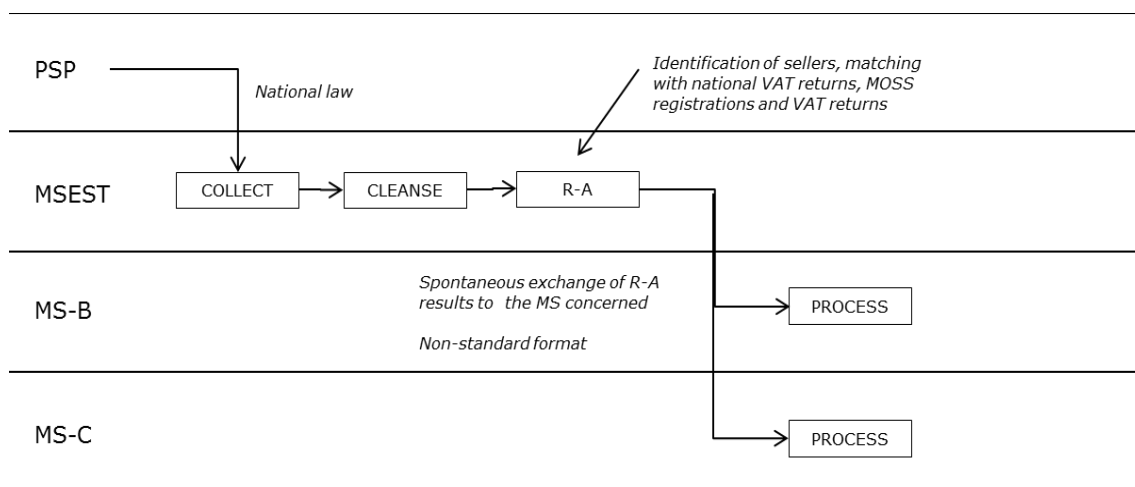 PSP
National law
Identification of sellers, matching
with national VAT returns, MOSS
registrations and VAT returns
MSEST
COLLECT
CLEANSE
R-A
MS-B
Spontaneous exchange of R-A
results to the MS concerned
Non-standard format
PROCESS
MS-C
PROCESS